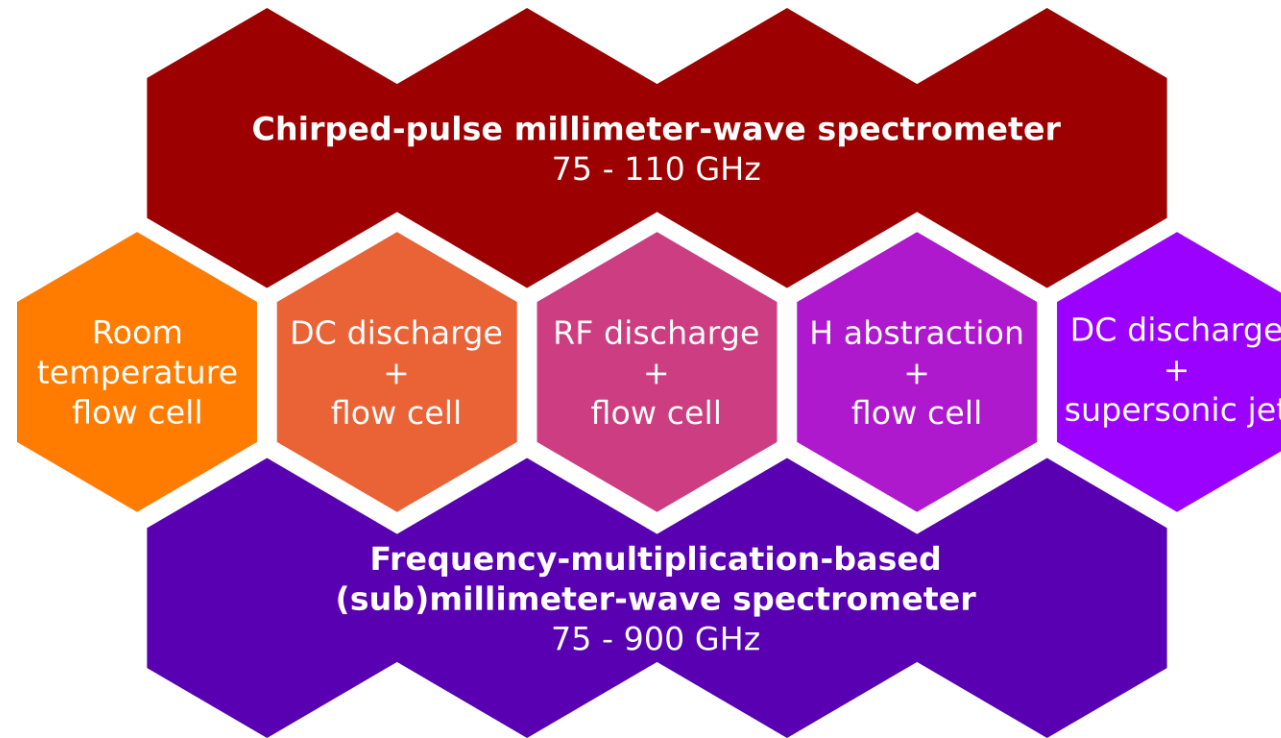 Chirped-pulse millimeter-wave spectrometer
75 - 110 GHz
Room
temperature
flow cell
DC discharge
+
flow cell
RF discharge
+
flow cell
H abstraction
+
flow cell
DC discharge
+
supersonic jet
Frequency-multiplication-based
(sub)millimeter-wave spectrometer
75 - 900 GHz